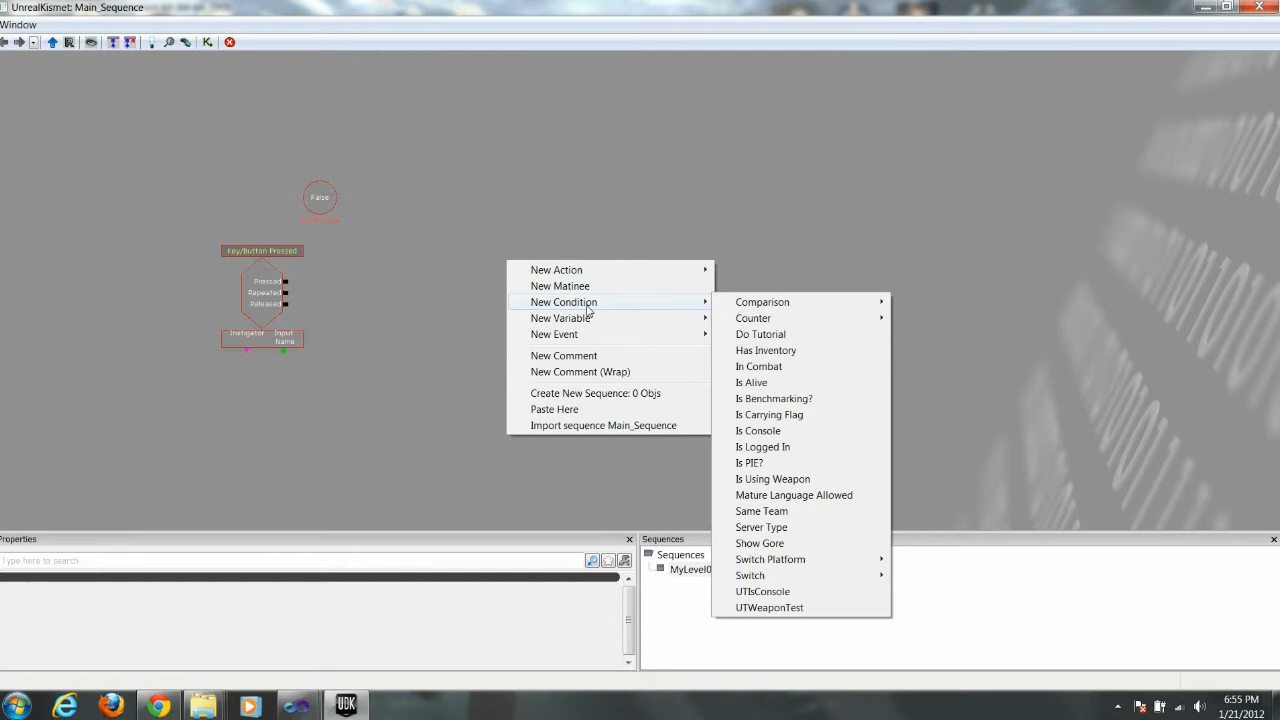 UnrealKismet: Main_Sequence
Window
False
Key/Button Pressed
Pressed
Repeated
Released
Instigator
Input
Name
New Action
New Matinee
New Condition
New Variable
New Event
New Comment
New Comment (Wrap)
Create New Sequence: 0 Objs
Paste Here
Import sequence Main_Sequence
Comparison
Counter
Do Tutorial
Has Inventory
In Combat
Is Alive
Is Benchmarking?
Is Carrying Flag
Is Console
Is Logged In
Is PIE?
Is Using Weapon
Mature Language Allowed
Same Team
Server Type
Show Gore
Switch Platform
Switch
UTIsConsole
UTWeaponTest
Properties
Type here to search
Sequences
Sequences
UDK
6:55 PM
1/21/2012